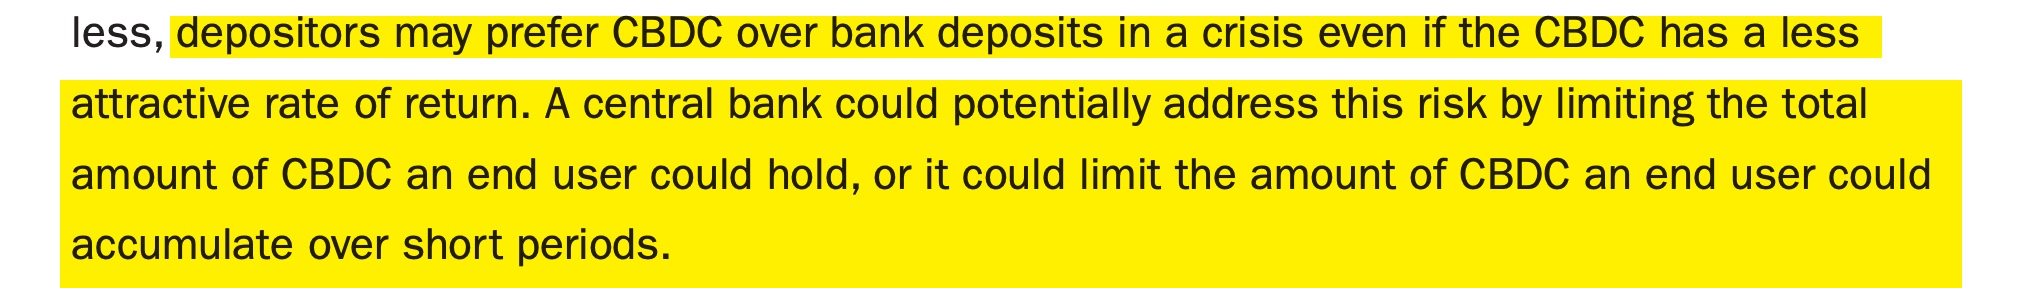 less, depositors may prefer CBDC over bank deposits in a crisis even if the CBDC has a less
attractive rate of return. A central bank could potentially address this risk by limiting the total
amount of CBDC an end user could hold, or it could limit the amount of CBDC an end user could
accumulate over short periods.